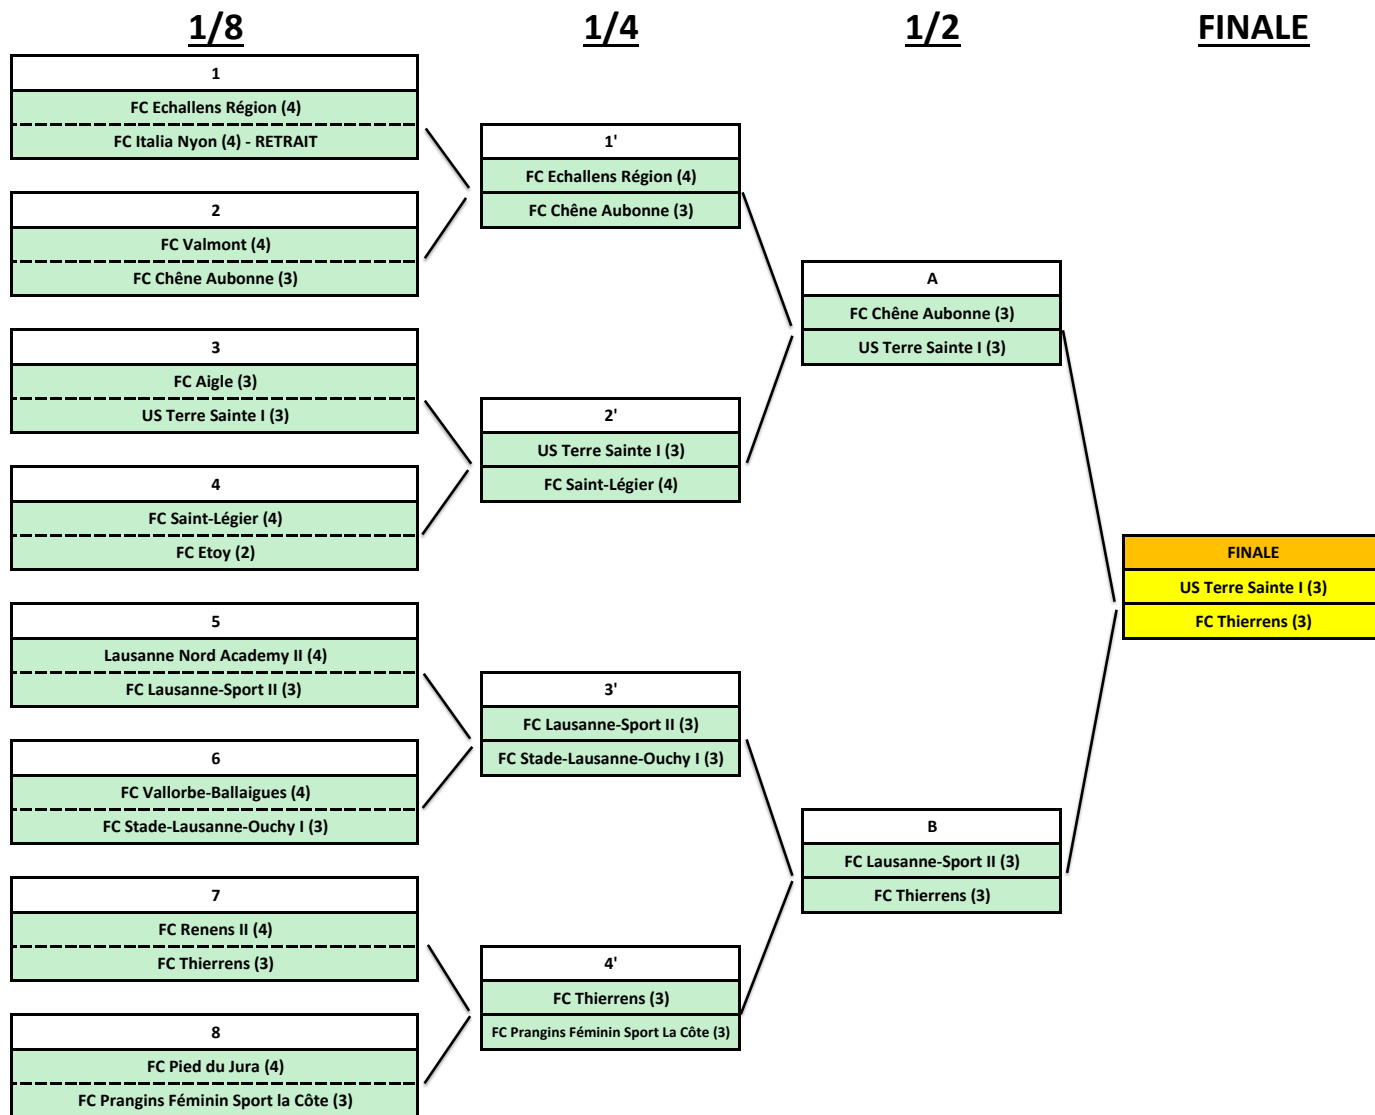 1/8
1/4
1/2
FINALE
1
FC Echallens Région (4)
FC Italia Nyon (4) - RETRAIT
2
FC Valmont (4)
FC Chêne Aubonne (3)
3
FC Aigle (3)
US Terre Sainte I (3)
4
FC Saint-Légier (4)
FC Etoy (2)
5
Lausanne Nord Academy II (4)
FC Lausanne-Sport II (3)
6
FC Vallorbe-Ballaigues (4)
FC Stade-Lausanne-Ouchy I (3)
7
FC Renens II (4)
FC Thierrens (3)
8
FC Pied du Jura (4)
FC Prangins Féminin Sport la Côte (3)
1'
FC Echallens Région (4)
FC Chêne Aubonne (3)
2'
US Terre Sainte I (3)
FC Saint-Légier (4)
3'
FC Lausanne-Sport II (3)
FC Stade-Lausanne-Ouchy I (3)
4'
FC Thierrens (3)
FC Prangins Féminin Sport La Côte (3)
A
FC Chêne Aubonne (3)
US Terre Sainte I (3)
B
FC Lausanne-Sport II (3)
FC Thierrens (3)
FINALE
US Terre Sainte I (3)
FC Thierrens (3)